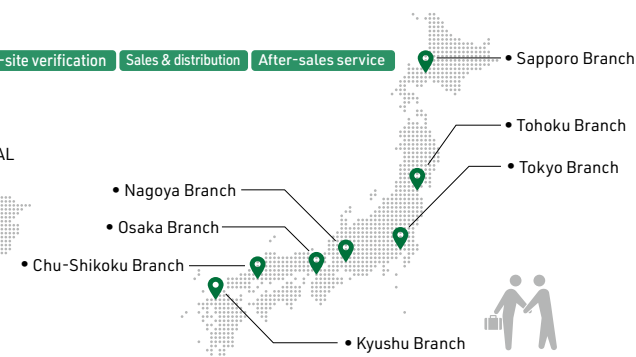 -site verification
Sales & distribution
After-sales service
• Sapporo Branch
• Tohoku Branch
AL
• Tokyo Branch
• Nagoya Branch
• Osaka Branch
• Chu-Shikoku Branch
• Kyushu Branch